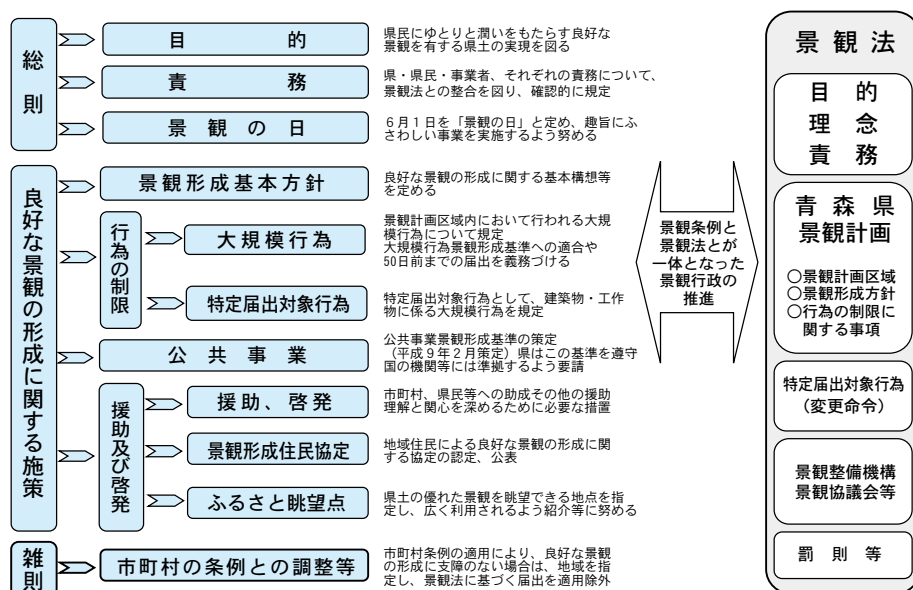 総則
目的
県民にゆとりと潤いをもたらす良好な
景観を有する県土の実現を図る
責務
県・県民・事業者、それぞれの責務について、
景観法との整合を図り、確認的に規定
景観の日
６月１日を「景観の日」と定め、趣旨にふ
さわしい事業を実施するよう努める
良好な景観の形成に関する施策
景観形成基本方針
良好な景観の形成に関する基本構想等
を定める
行為の制限
大規模行為
景観計画区域内において行われる大規
模行為について規定
大規模行為景観形成基準への適合や
50日前までの届出を義務づける
特定届出対象行為
特定届出対象行為として、建築物・工作
物に係る大規模行為を規定
公共事業
公共事業景観形成基準の策定
（平成９年２月策定）県はこの基準を遵守
国の機関等には準拠するよう要請
援助及び啓発
援助、啓発
市町村、県民等への助成その他の援助
理解と関心を深めるために必要な措置
景観形成住民協定
地域住民による良好な景観の形成に関
する協定の認定、公表
ふるさと眺望点
県土の優れた景観を眺望できる地点を指
定し、広く利用されるよう紹介等に努める
雑則
市町村の条例との調整等
市町村条例の適用により、良好な景観
の形成に支障のない場合は、地域を指
定し、景観法に基づく届出を適用除外
景観条例と
景観法とが
一体となった
景観行政の
推進
景観法
目的
理念
責務
青森県
景観計画
○景観計画区域
○景観形成方針
○行為の制限に
関する事項
特定届出対象行為
（変更命令）
景観整備機構
景観協議会等
罰則等